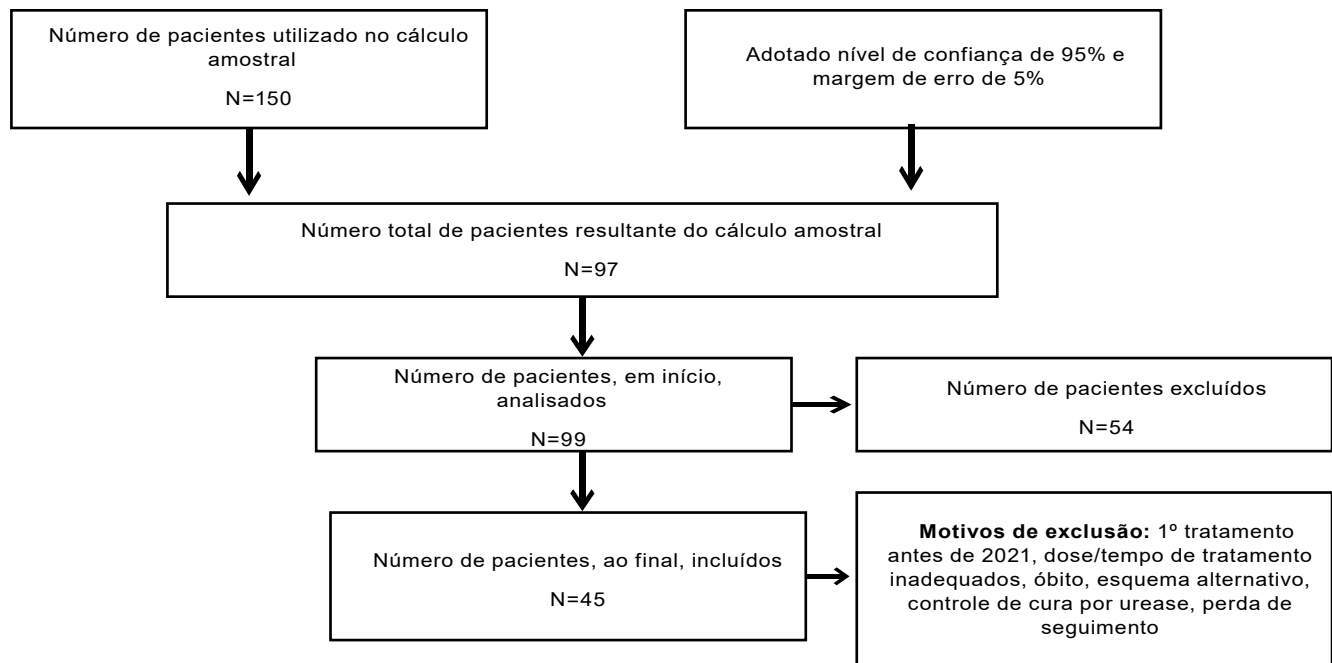 Número de pacientes utilizado no cálculo
amostral
N=150
Adotado nível de confiança de 95% e
margem de erro de 5%
Número total de pacientes resultante do cálculo amostral
N=97
Número de pacientes, em início,
analisados
N=99
Número de pacientes excluídos
N=54
Número de pacientes, ao final, incluídos
N=45
Motivos de exclusão: 1º tratamento
antes de 2021, dose/tempo de tratamento
inadequados, óbito, esquema alternativo,
controle de cura por urease, perda de
seguimento